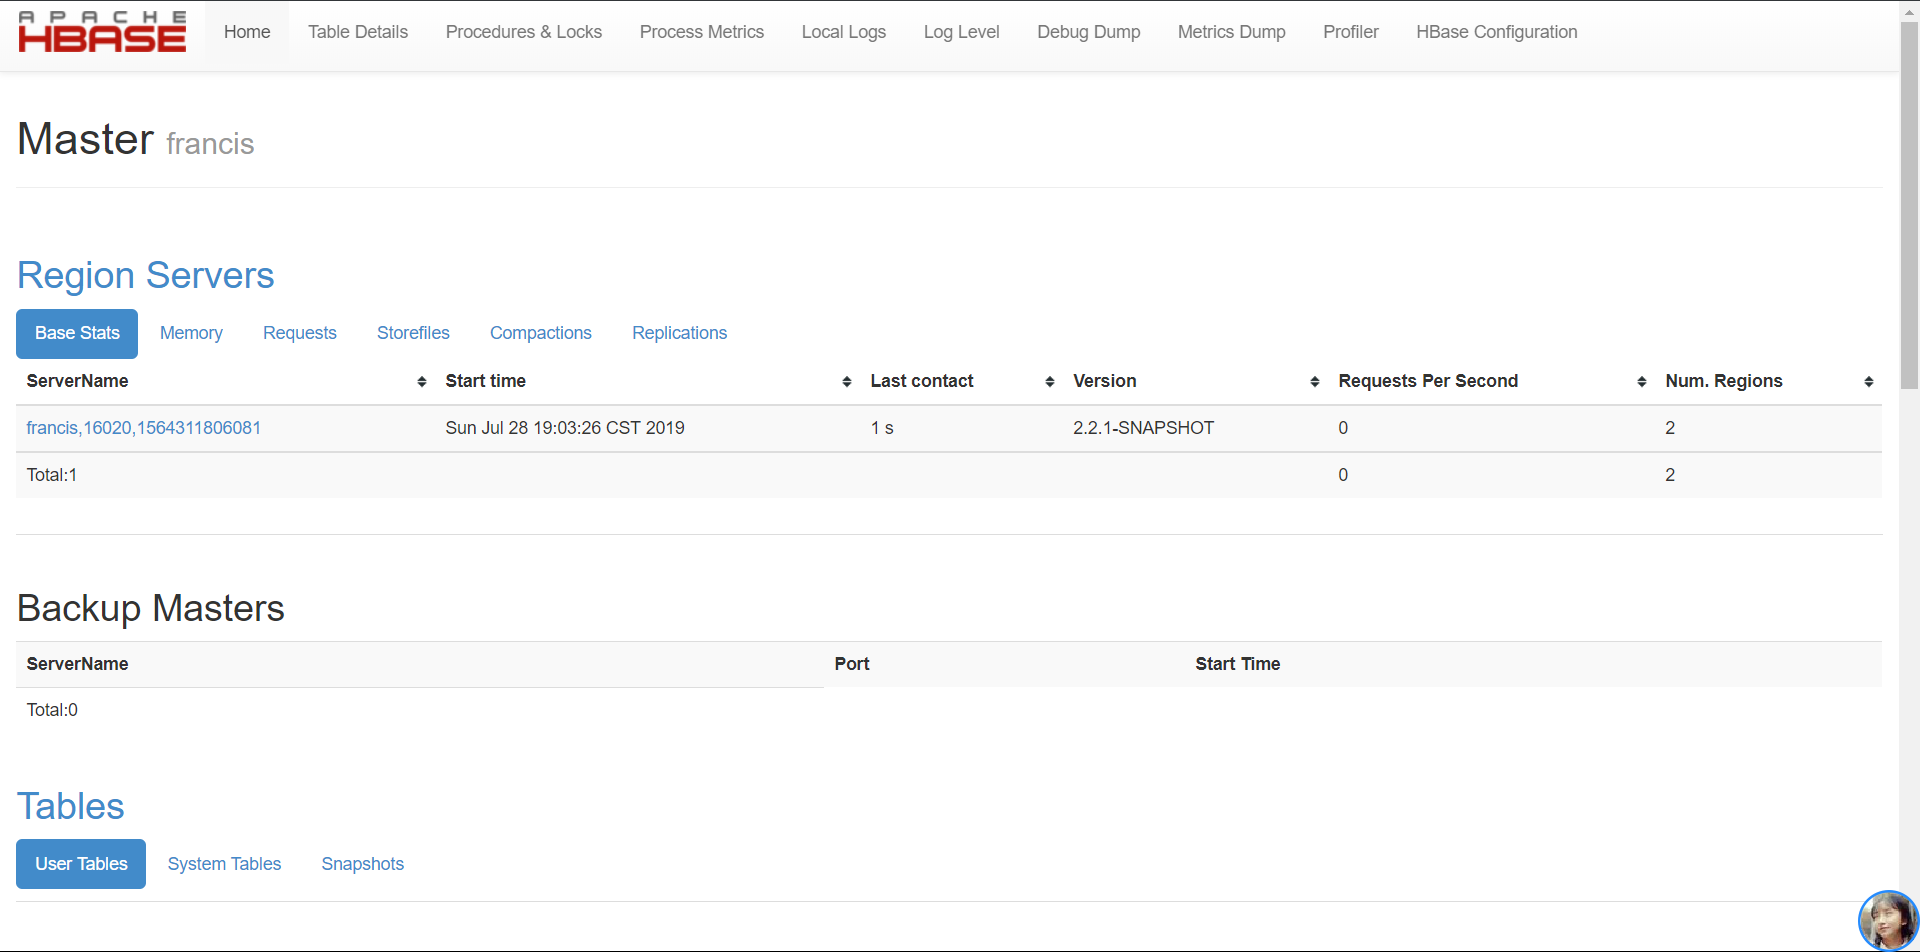 APACHE
HBASE
Home Table Details Procedures & Locks Process Metrics Local Logs Log Level Debug Dump Metrics Dump Profiler HBase Configuration
Master francis
Region Servers
Base Stats Memory Requests Storefiles Compactions Replications
ServerName Start time Last contact Version Requests Per Second Num. Regions
francis,16020,1564311806081 Sun Jul 28 19:03:26 CST 2019 1 s 2.2.1-SNAPSHOT 0 2
Total:1 0 2
Backup Masters
ServerName Port Start Time
Total:0
Tables
User Tables System Tables Snapshots